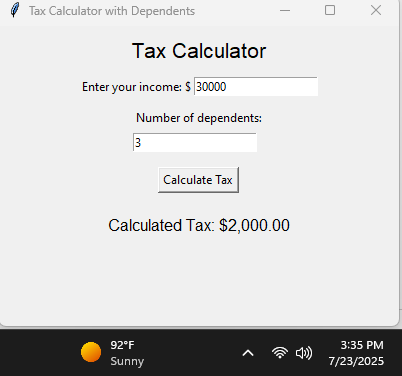 Tax Calculator with Dependents
Tax Calculator
Enter your income: $ 30000
Number of dependents:
3
Calculate Tax
Calculated Tax: $2,000.00
92°F
Sunny
3:35 PM
7/23/2025